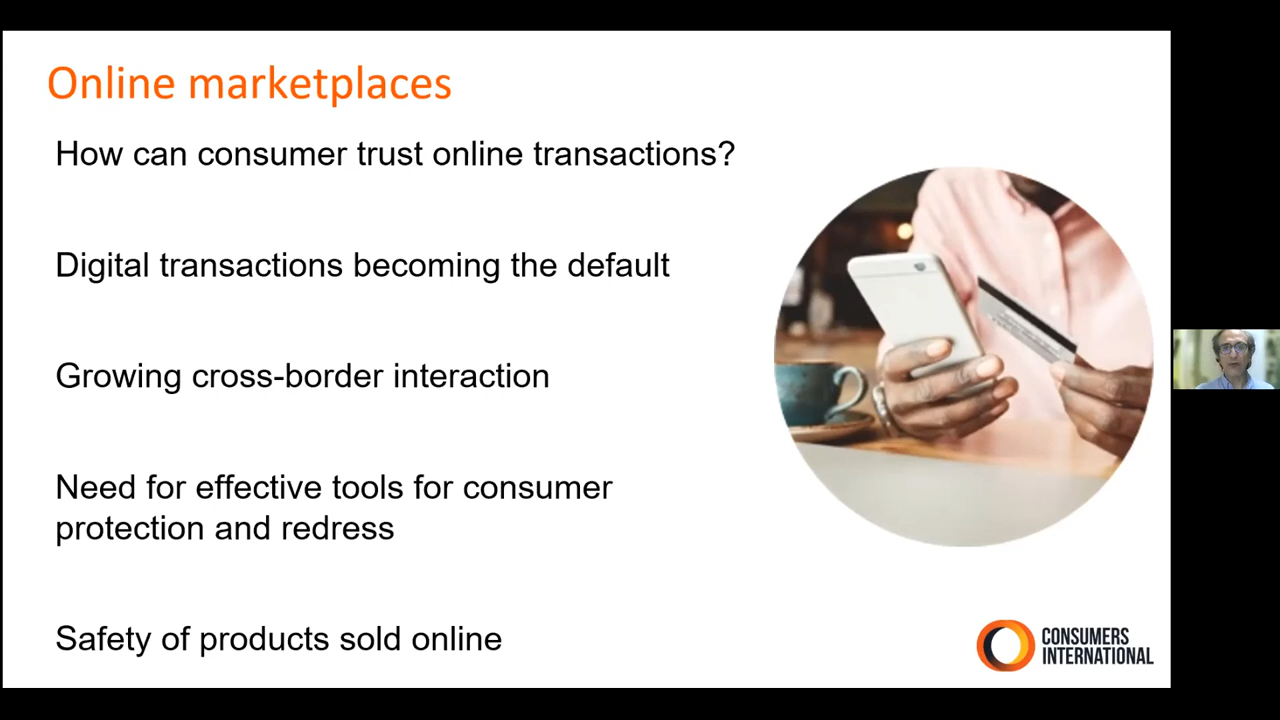 Online marketplaces
How can consumer trust online transactions?
Digital transactions becoming the default
Growing cross-border interaction
Need for effective tools for consumer
protection and redress
Safety of products sold online
CONSUMERS
INTERNATIONAL